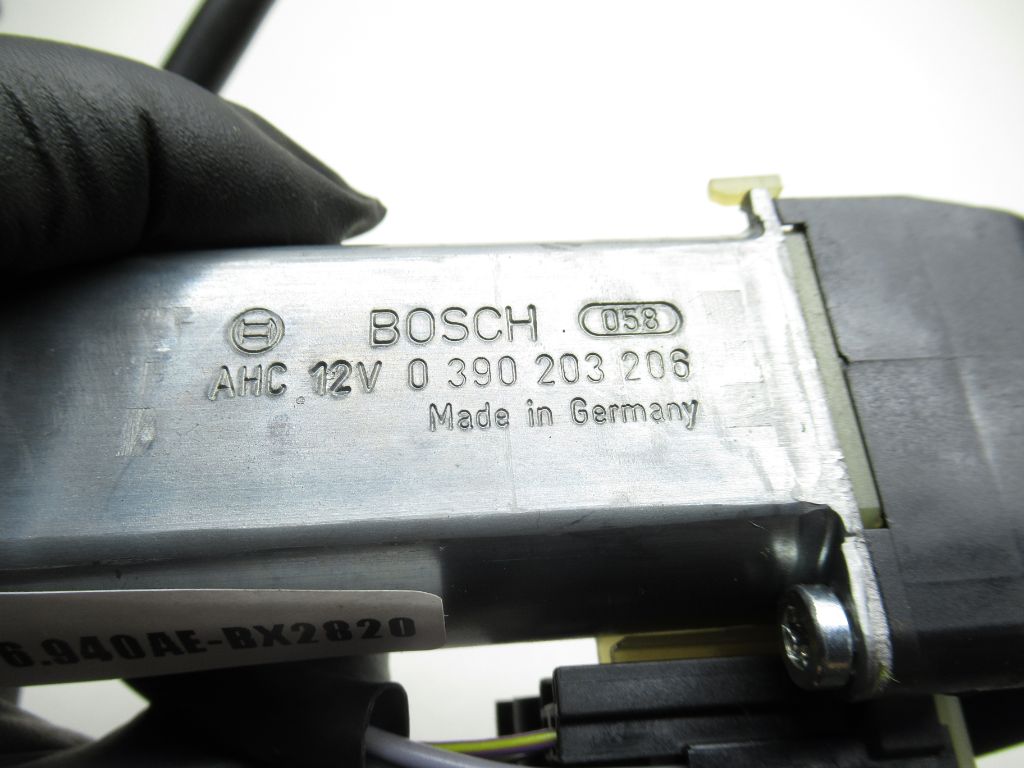 BOSCH 058
AHC 12V 0 390 203 206
Made in Germany
6.940AE-BX2820